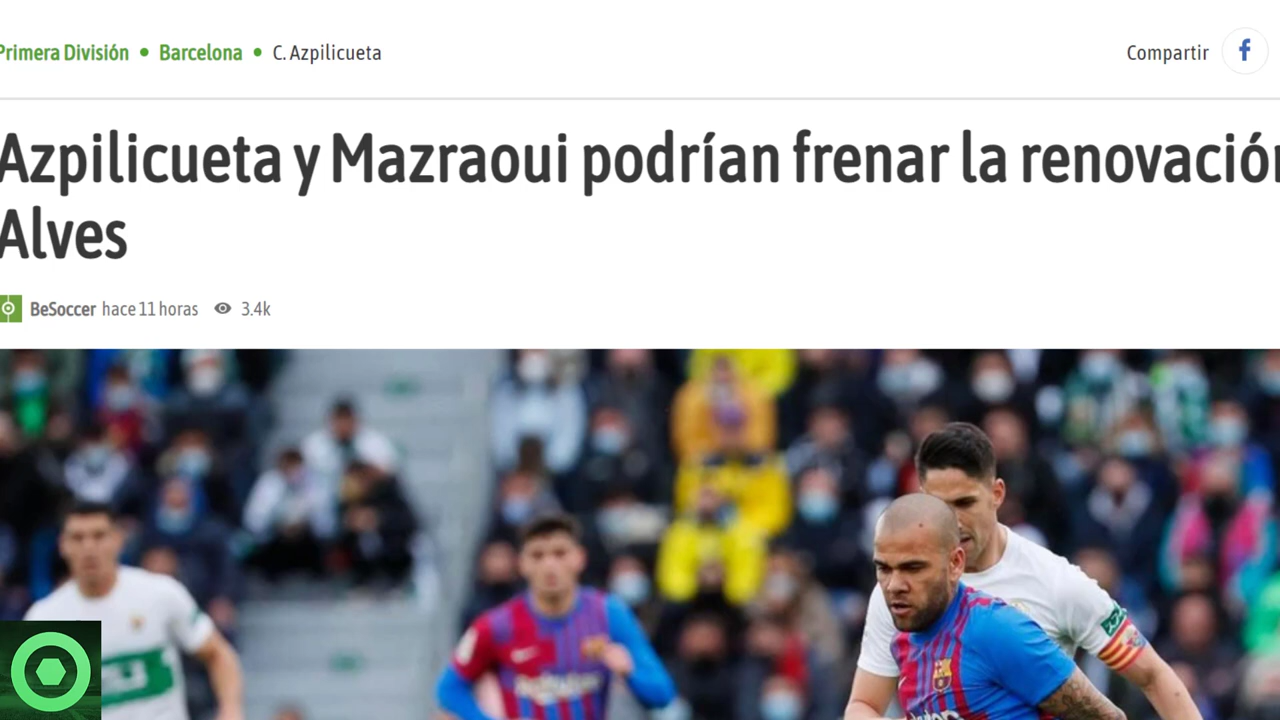 Primera División • Barcelona • C. Azpilicueta
Compartir
Azpilicueta y Mazraoui podrían frenar la renovación
Alves
BeSoccer hace 11 horas 3.4k